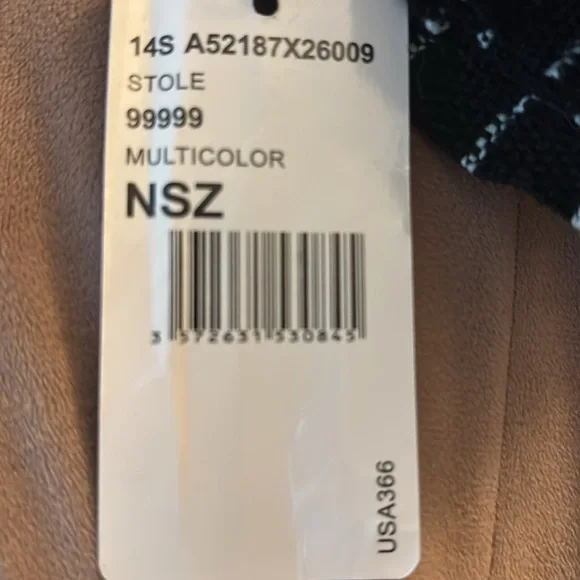 14S A52187X26009
STOLE
99999
MULTICOLOR
NSZ
3 572631 530845
USA366